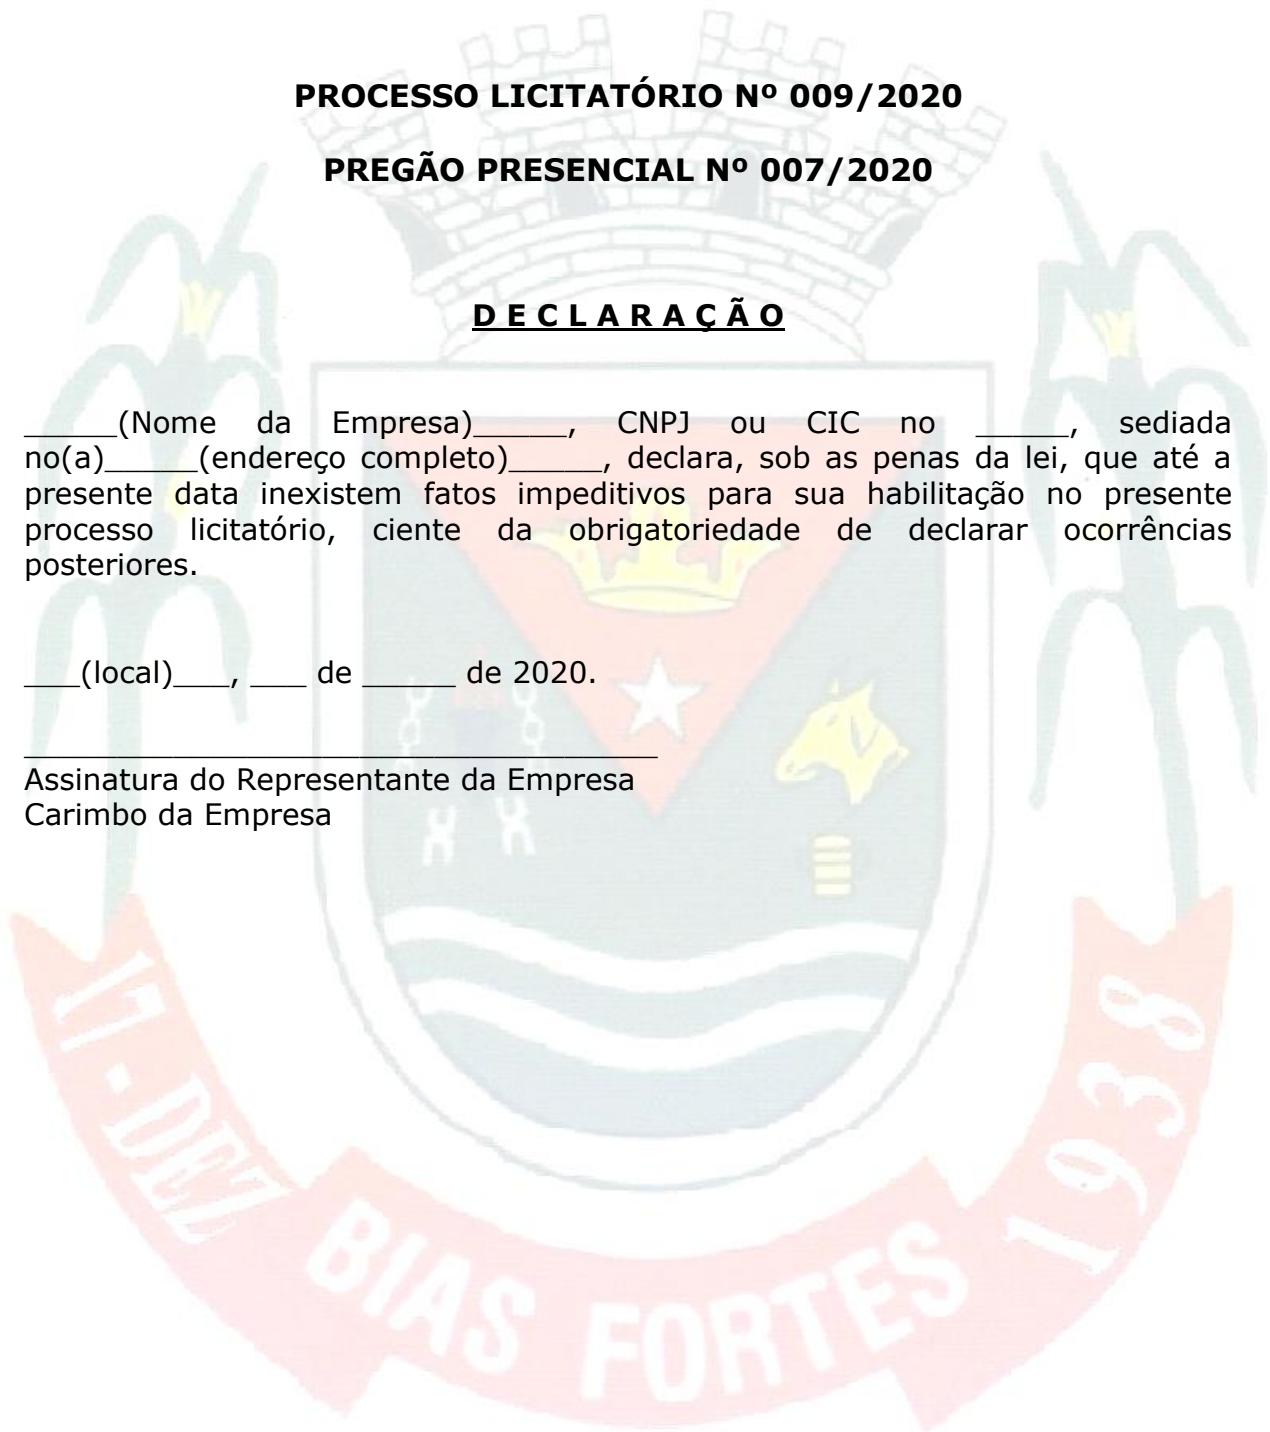 PROCESSO LICITATÓRIO Nº 009/2020
PREGÃO PRESENCIAL Nº 007/2020
D E C L A R A Ç Ã O
_____(Nome da Empresa)_____, CNPJ ou CIC no _____, sediada
no(a)_____(endereço completo)_____, declara, sob as penas da lei, que até a
presente data inexistem fatos impeditivos para sua habilitação no presente
processo licitatório, ciente da obrigatoriedade de declarar ocorrências
posteriores.
___(local)___, ___ de _____ de 2020.
__________________________________
Assinatura do Representante da Empresa
Carimbo da Empresa
17 - DEZ
BIAS FORTES
1938